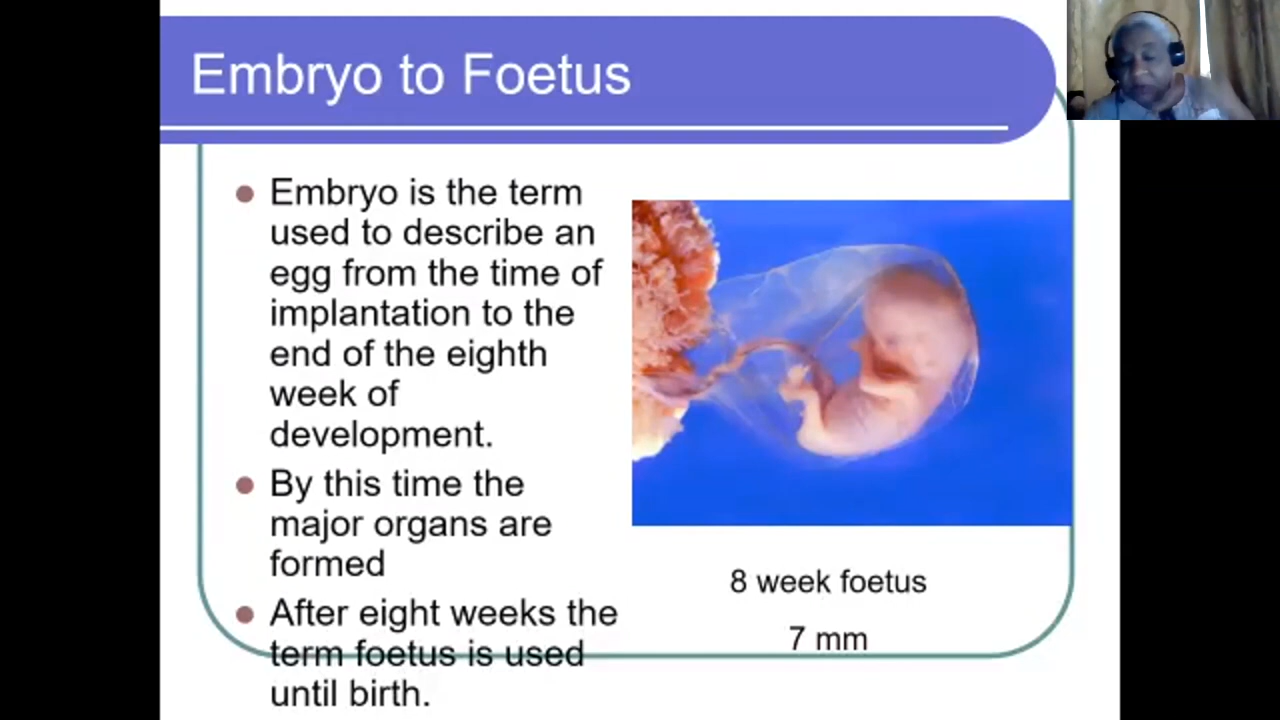 Embryo to Foetus
Embryo is the term
used to describe an
egg from the time of
implantation to the
end of the eighth
week of
development.
By this time the
major organs are
formed
After eight weeks the
term foetus is used
until birth.
8 week foetus
7 mm